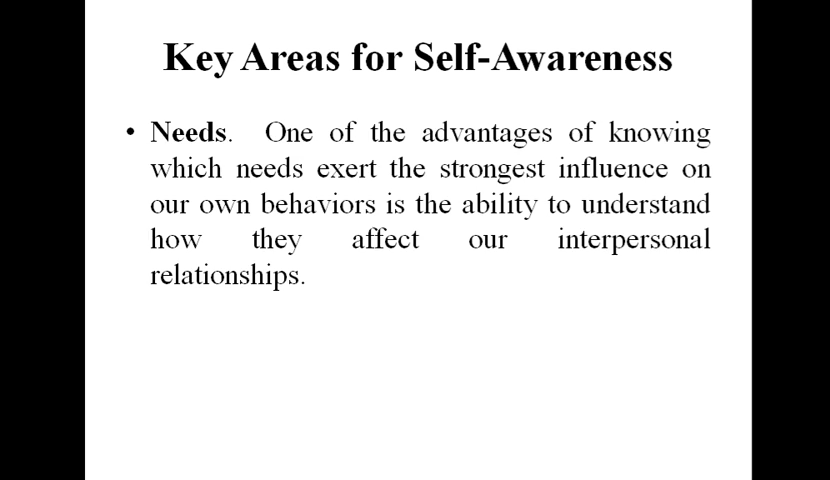 Key Areas for Self-Awareness
• Needs. One of the advantages of knowing
which needs exert the strongest influence on
our own behaviors is the ability to understand
how they affect our interpersonal
relationships.